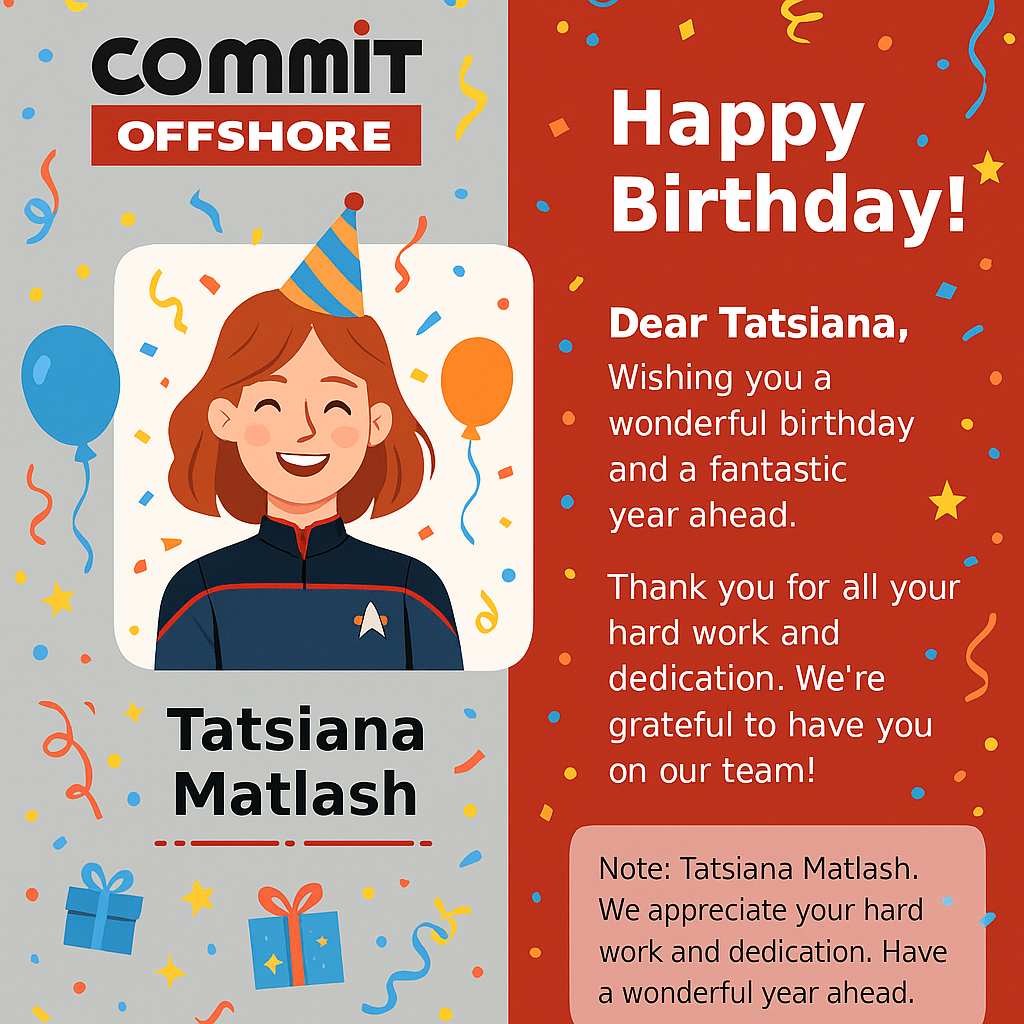 COMMIT
OFFSHORE
Tatsiana
Matlash
Happy
Birthday!
Dear Tatsiana,
Wishing you a
wonderful birthday
and a fantastic
year ahead.
Thank you for all your
hard work and
dedication. We're
grateful to have you
on our team!
Note: Tatsiana Matlash.
We appreciate your hard
work and dedication. Have
a wonderful year ahead.